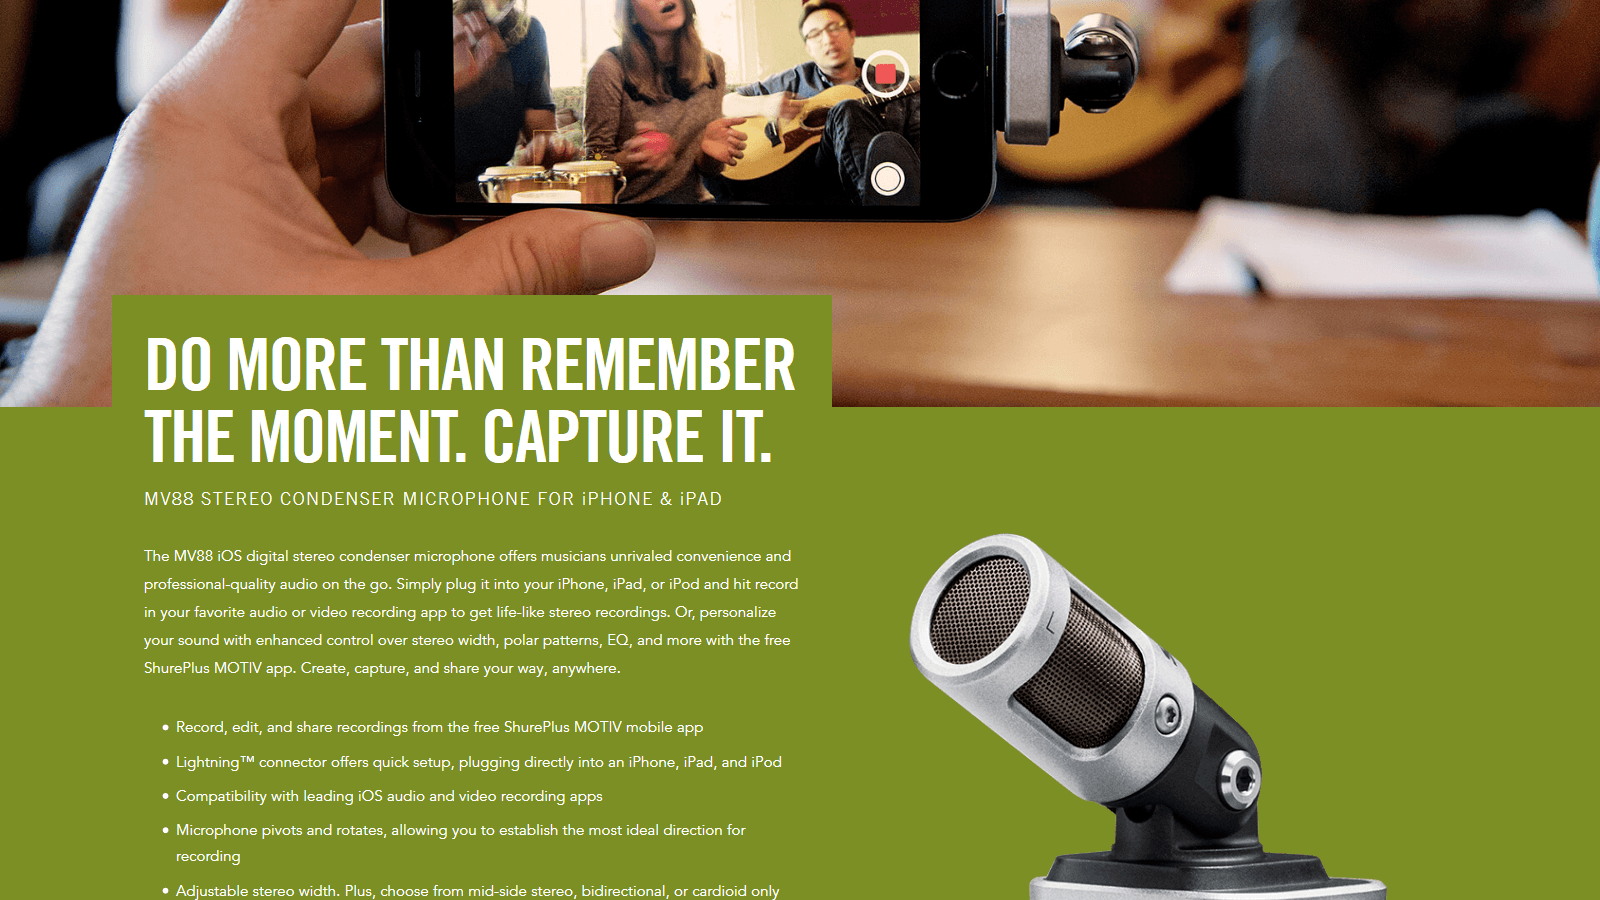 DO MORE THAN REMEMBER
THE MOMENT. CAPTURE IT.
MV88 STEREO CONDENSER MICROPHONE FOR iPHONE & iPAD
The MV88 iOS digital stereo condenser microphone offers musicians unrivaled convenience and
professional-quality audio on the go. Simply plug it into your iPhone, iPad, or iPod and hit record
in your favorite audio or video recording app to get life-like stereo recordings. Or, personalize
your sound with enhanced control over stereo width, polar patterns, EQ, and more with the free
ShurePlus MOTIV app. Create, capture, and share your way, anywhere.
• Record, edit, and share recordings from the free ShurePlus MOTIV mobile app
• Lightning™ connector offers quick setup, plugging directly into an iPhone, iPad, and iPod
• Compatibility with leading iOS audio and video recording apps
• Microphone pivots and rotates, allowing you to establish the most ideal direction for
recording
• Adjustable stereo width. Plus, choose from mid-side stereo, bidirectional, or cardioid only
L